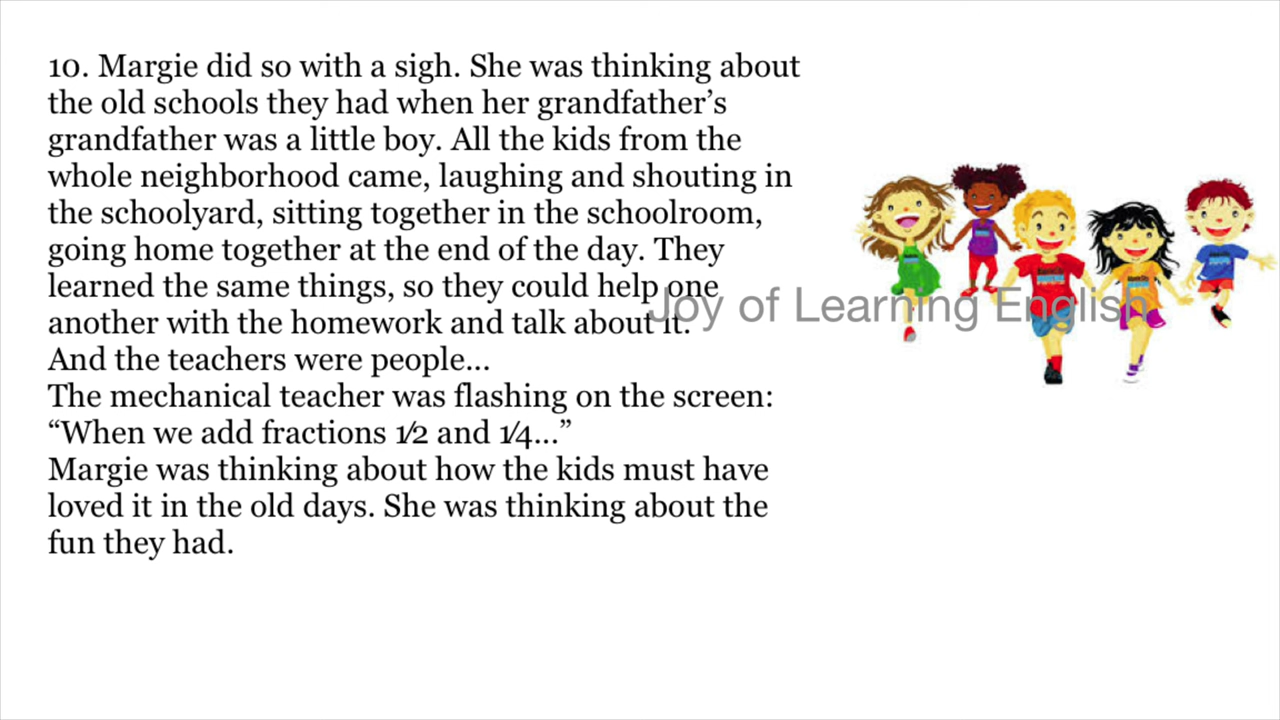 10. Margie did so with a sigh. She was thinking about
the old schools they had when her grandfather’s
grandfather was a little boy. All the kids from the
whole neighborhood came, laughing and shouting in
the schoolyard, sitting together in the schoolroom,
going home together at the end of the day. They
learned the same things, so they could help one
another with the homework and talk about it.
And the teachers were people...
The mechanical teacher was flashing on the screen:
“When we add fractions 1⁄2 and 1⁄4...”
Margie was thinking about how the kids must have
loved it in the old days. She was thinking about the
fun they had.
Joy of Learning English